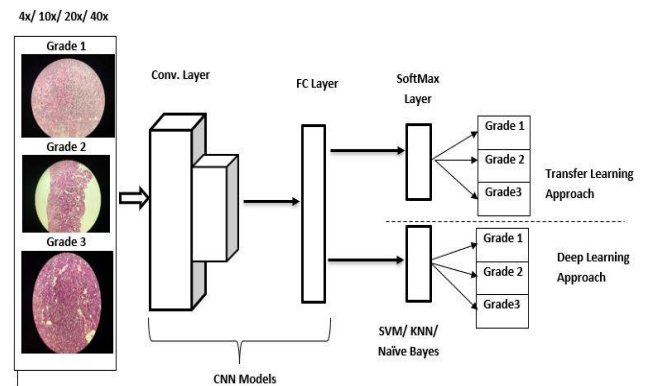 4x/ 10x/ 20x/ 40x
Grade 1
Grade 2
Grade 3
Conv. Layer
FC Layer
SoftMax
Layer
Grade 1
Grade 2
Grade3
Transfer Learning
Approach
Grade 1
Grade 2
Grade3
Deep Learning
Approach
SVM/ KNN/
Naïve Bayes
CNN Models